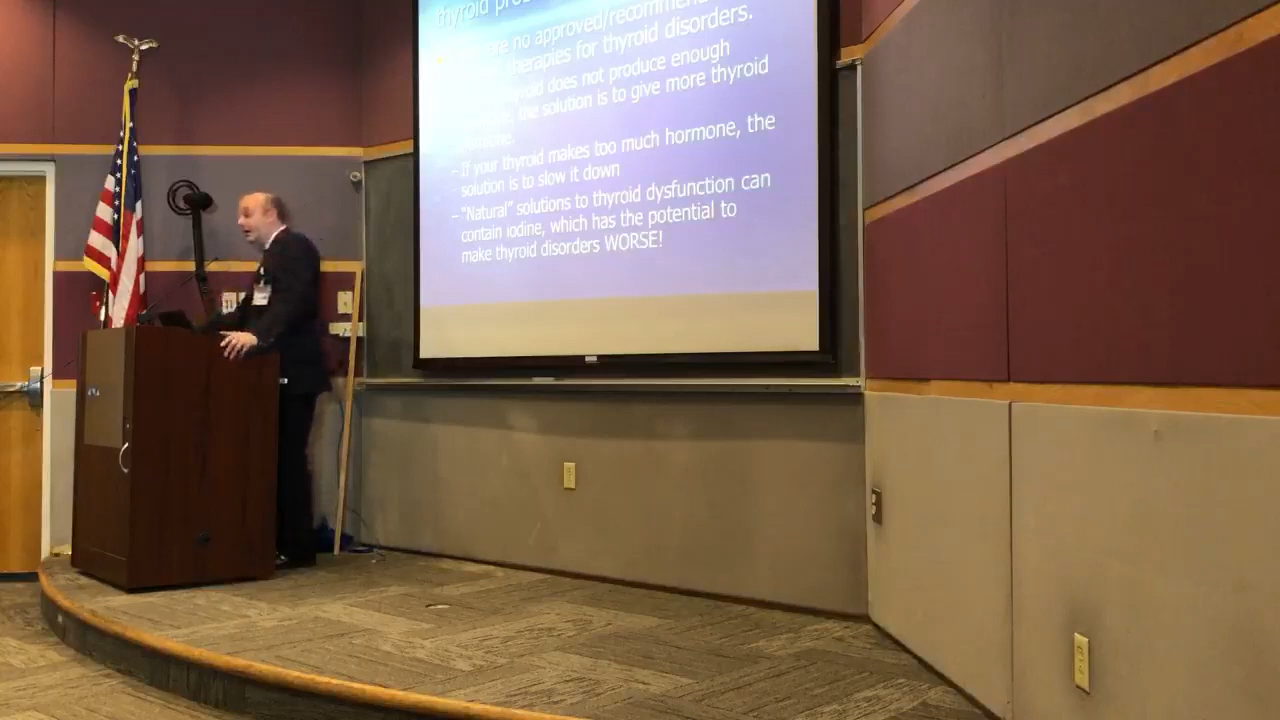 thyroid
are no approved/recommen
therapies for thyroid disorders.
does not produce enough
the solution is to give more thyroid
– If your thyroid makes too much hormone, the
solution is to slow it down
– "Natural" solutions to thyroid dysfunction can
contain iodine, which has the potential to
make thyroid disorders WORSE!